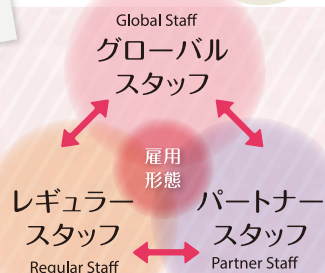 Global Staff
グローバル
スタッフ
雇用
形態
レギュラー
スタッフ
Regular Staff
パートナー
スタッフ
Partner Staff